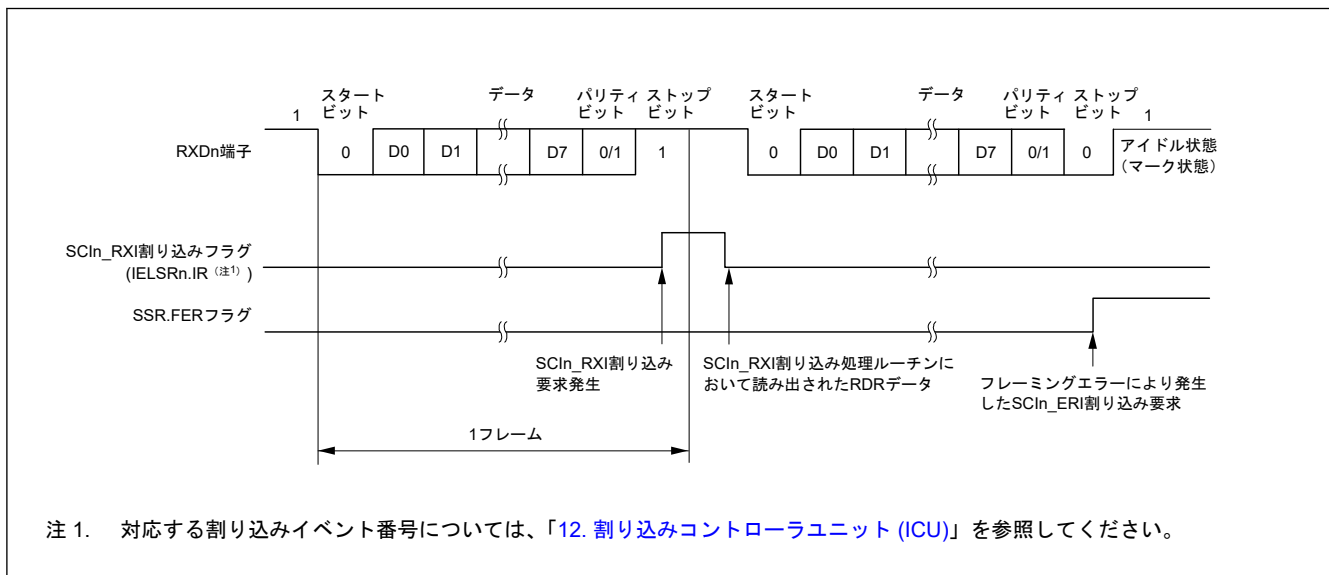 スタート
ビット
データ
パリティ
ビット
ストップ
ビット
スタート
ビット
データ
パリティ
ビット
ストップ
ビット
1
1
RXDn端子
0
D0
D1
D7
0/1
1
0
D0
D1
D7
0/1
0
アイドル状態
(マーク状態)
SCIn_RXI割り込みフラグ
(IELSRn.IR (注1) )
SSR.FERフラグ
SCIn_RXI割り込み
要求発生
SCIn_RXI割り込み処理ルーチンに
おいて読み出されたRDRデータ
フレーミングエラーにより発生
したSCIn_ERI割り込み要求
1フレーム
注 1. 対応する割り込みイベント番号については、「12. 割り込みコントローラユニット (ICU)」を参照してください。